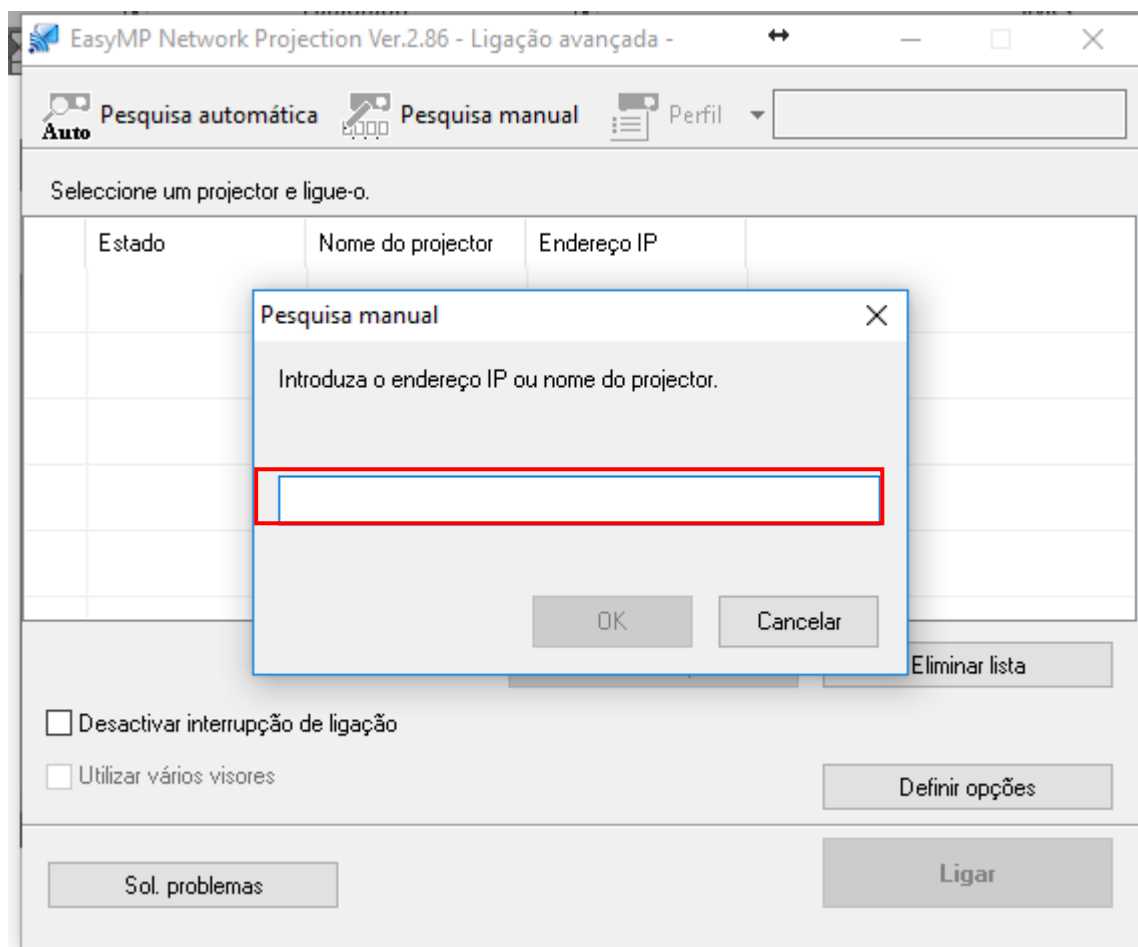 EasyMP Network Projection Ver.2.86 - Ligação avançada -
Auto Pesquisa automática Pesquisa manual Perfil
Seleccione um projector e ligue-o.
Estado Nome do projector Endereço IP
Pesquisa manual
Introduza o endereço IP ou nome do projector.
OK Cancelar
Eliminar lista
Desactivar interrupção de ligação
Utilizar vários visores
Definir opções
Sol. problemas
Ligar